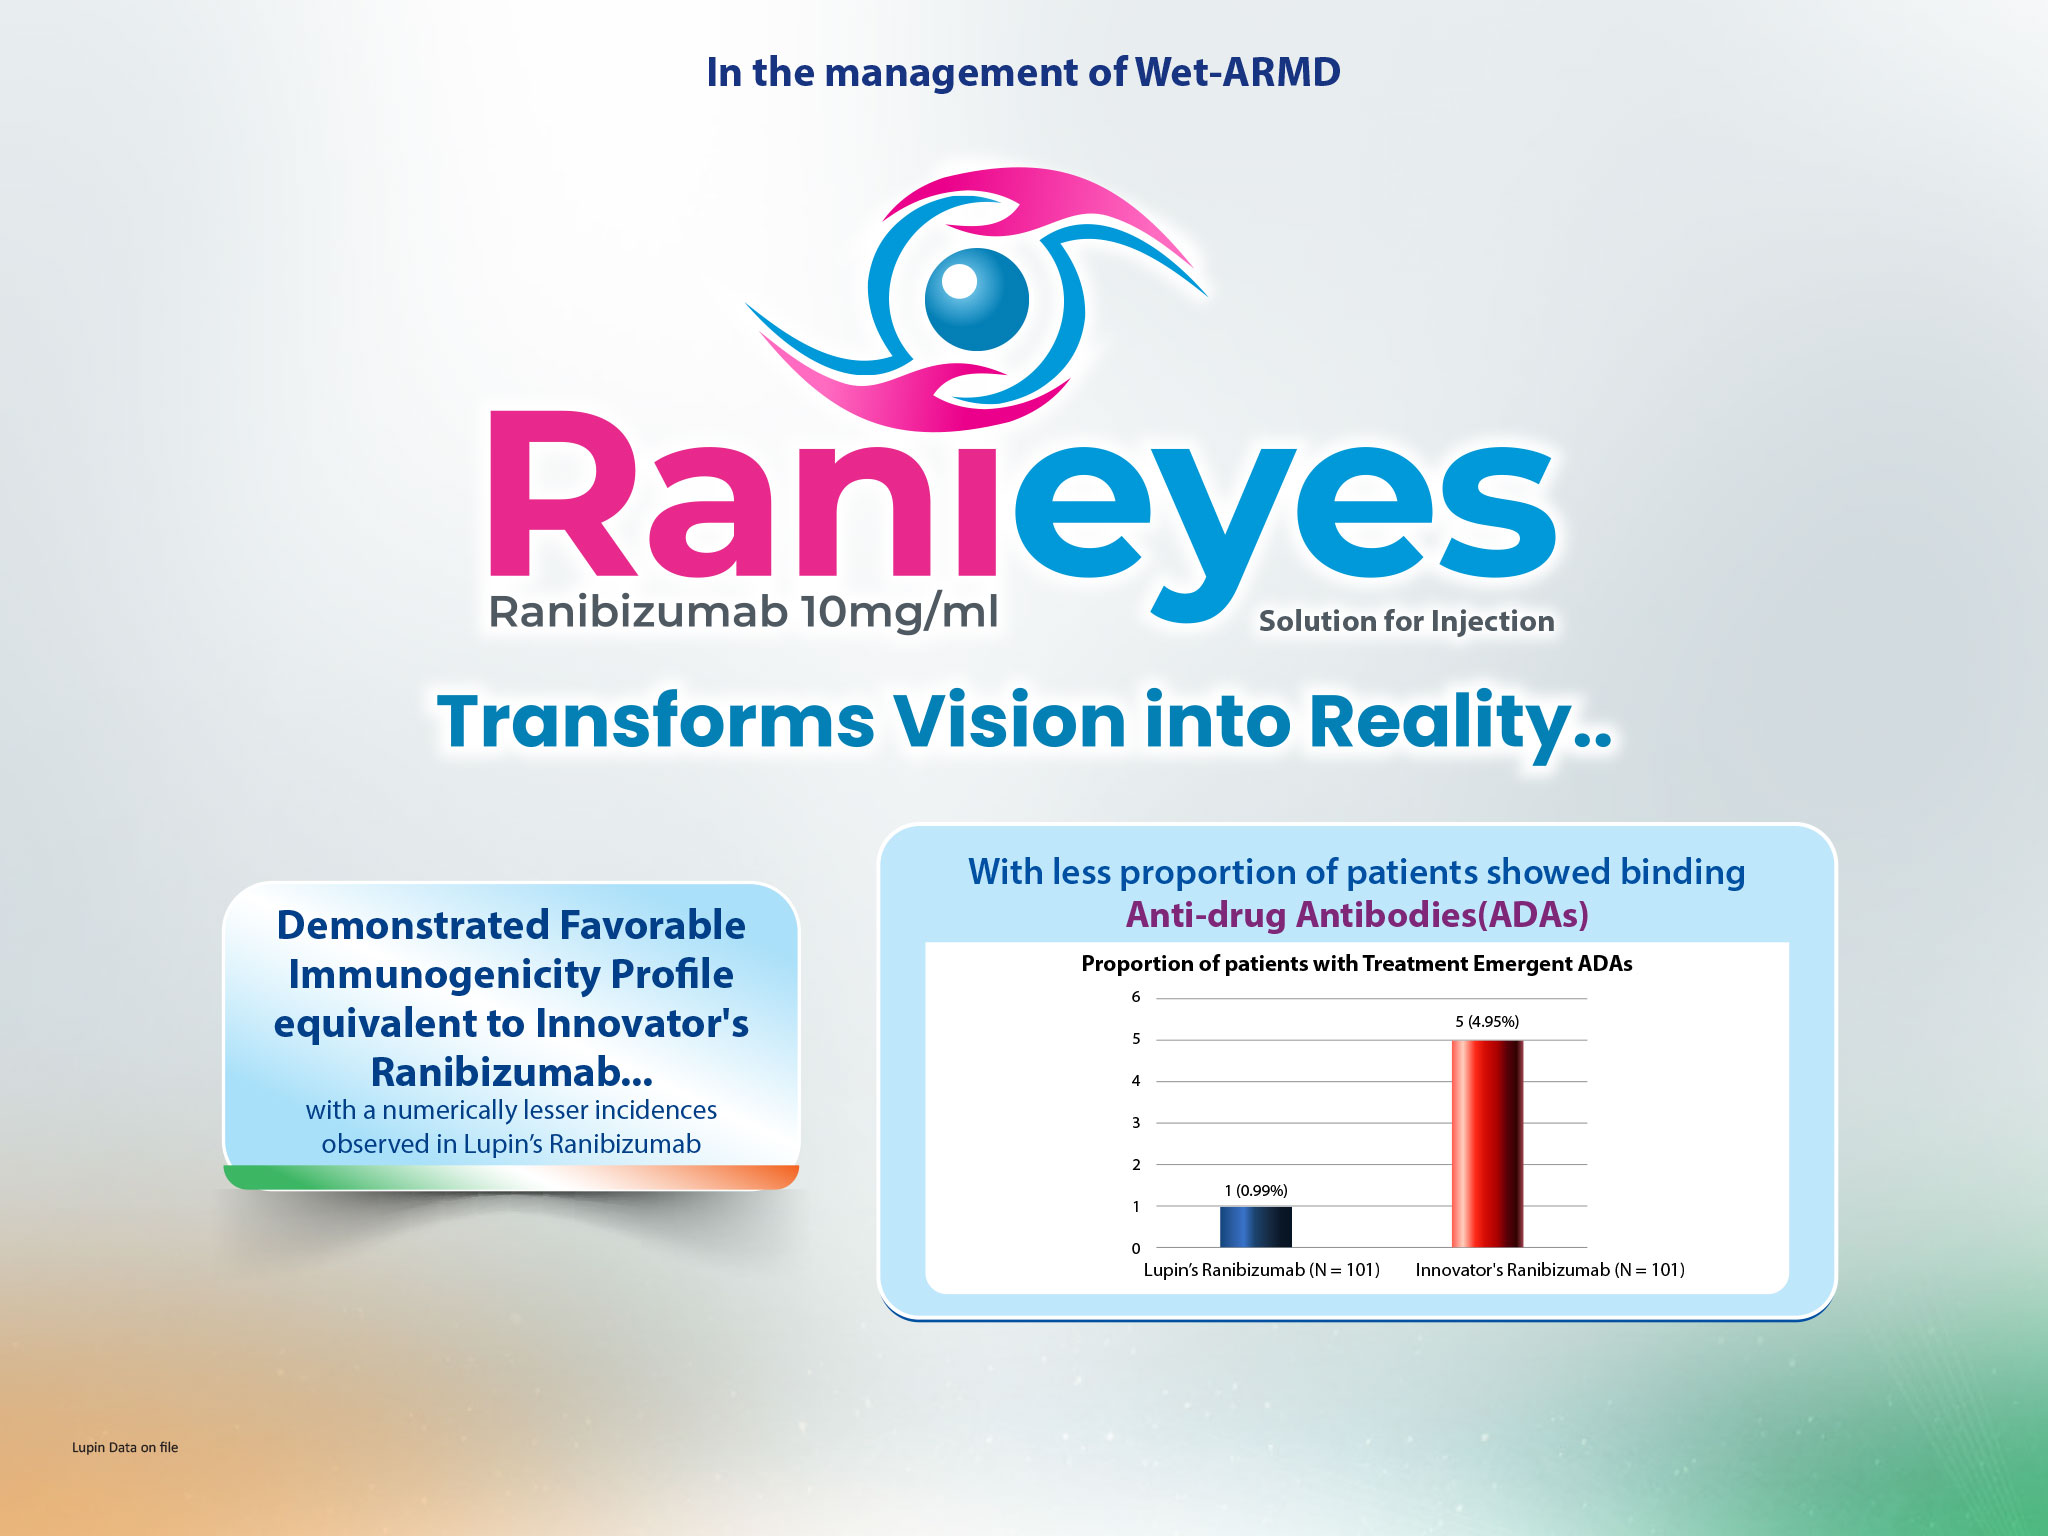 In the management of Wet-ARMD
Ranieyes
Ranibizumab 10mg/ml
Solution for Injection
Transforms Vision into Reality..
Demonstrated Favorable
Immunogenicity Profile
equivalent to Innovator's
Ranibizumab...
with a numerically lesser incidences
observed in Lupin’s Ranibizumab
With less proportion of patients showed binding
Anti-drug Antibodies(ADAs)
Proportion of patients with Treatment Emergent ADAs
6
5
4
3
2
1
0
1 (0.99%)
5 (4.95%)
Lupin’s Ranibizumab (N = 101)
Innovator's Ranibizumab (N = 101)
Lupin Data on file